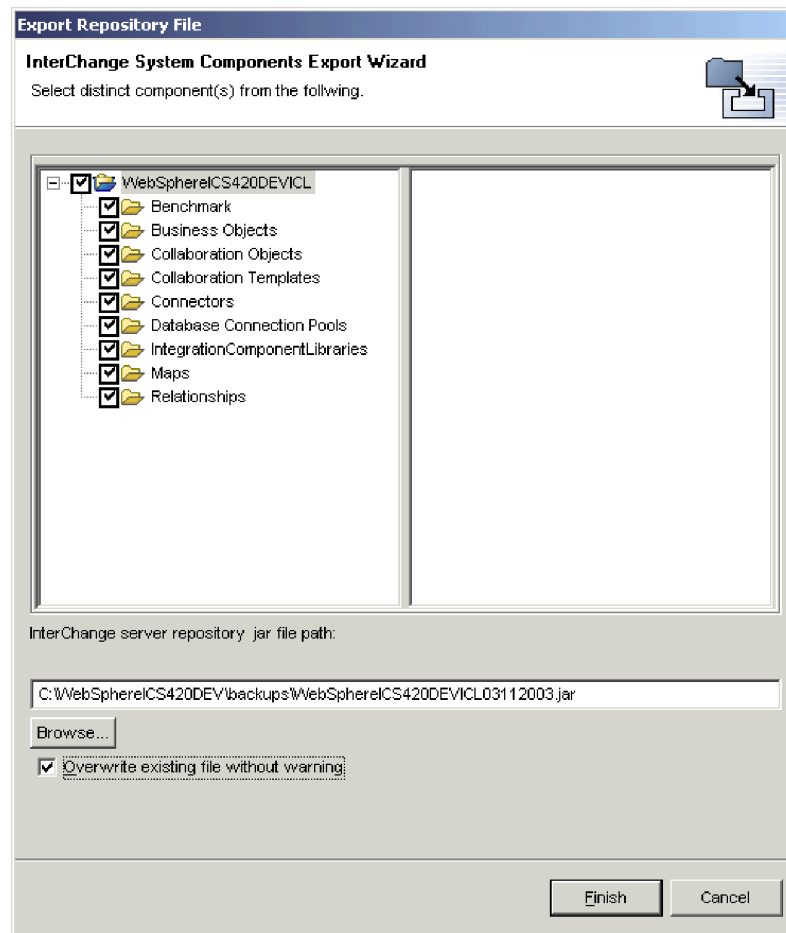 Export Repository File
InterChange System Components Export Wizard
Select distinct component(s) from the follwing.
WebSphereICS420DEVICL
Benchmark
Business Objects
Collaboration Objects
Collaboration Templates
Connectors
Database Connection Pools
IntegrationComponentLibraries
Maps
Relationships
InterChange server repository jar file path:
C:\WebSphereICS420DEV\backups\WebSphereICS420DEVICL03112003.jar
Browse...
Overwrite existing file without warning
Finish
Cancel